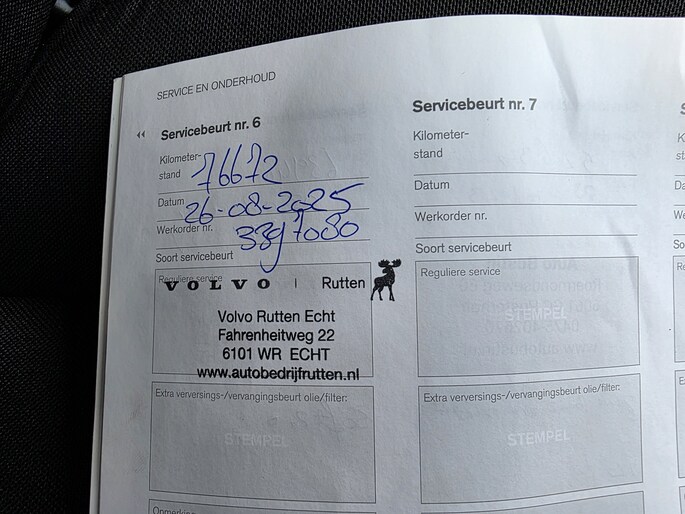 SERVICE EN ONDERHOUD
Servicebeurt nr. 6
Kilometer-
stand 76672
Datum 26-08-2025
Werkorder nr. 3397080
Soort servicebeurt
Reguliere service
VOLVO | Rutten
Volvo Rutten Echt
Fahrenheitweg 22
6101 WR ECHT
www.autobedrijfrutten.nl
Extra verversings-/vervangingsbeurt olie/filter:
STEMPEL
Opmerking
Servicebeurt nr. 7
Kilometer-
stand
Datum
Werkorder nr.
Soort servicebeurt
Reguliere service
STEMPEL
Extra verversings-/vervangingsbeurt olie/filter:
STEMPEL